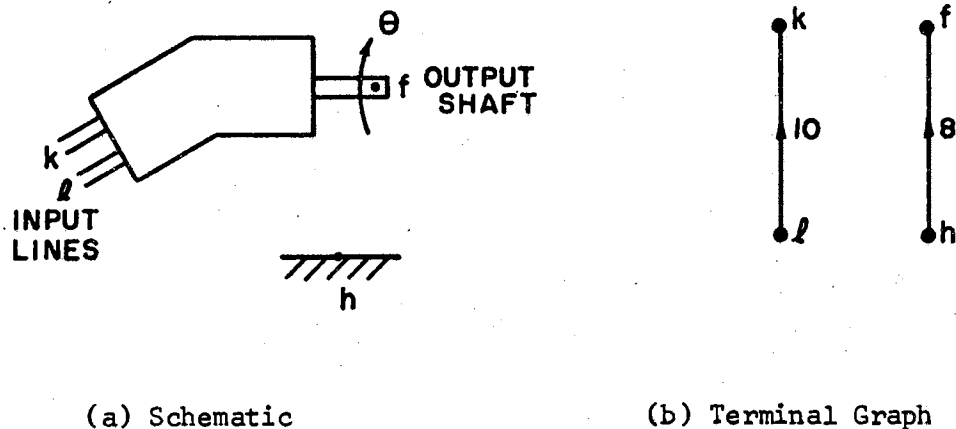 θ
f OUTPUT
SHAFT
k
ℓ
INPUT
LINES
h
k
10
ℓ
f
8
h
(a) Schematic
(b) Terminal Graph